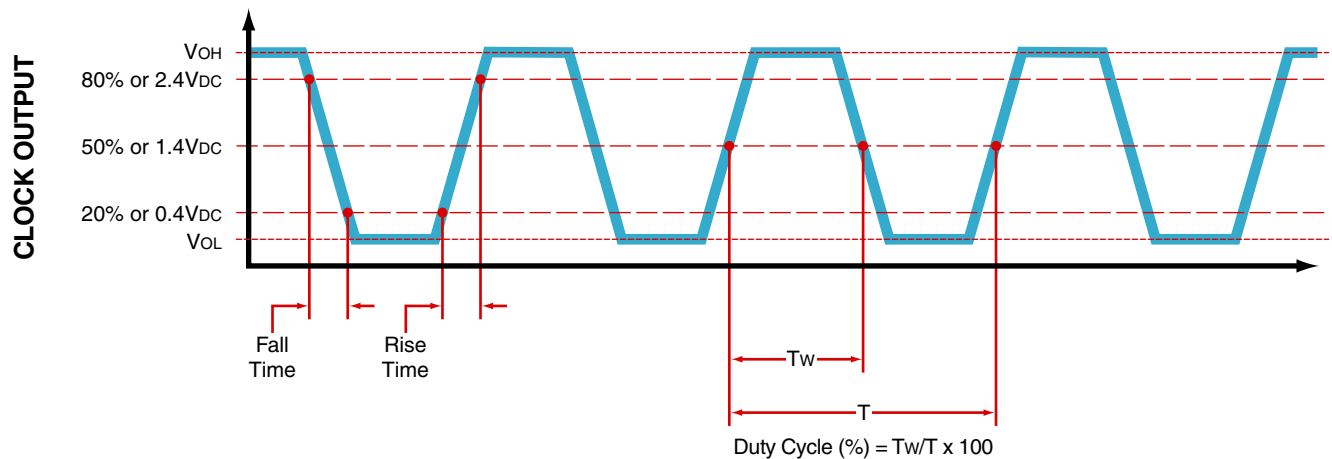 CLOCK OUTPUT
VOH
80% or 2.4VDC
50% or 1.4VDC
20% or 0.4VDC
VOL
Fall
Time
Rise
Time
TW
T
Duty Cycle (%) = TW/T x 100